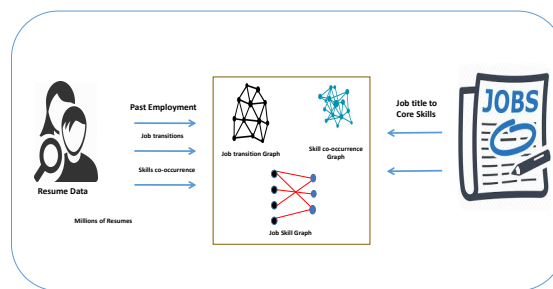 Past Employment
Job transitions
Skills co-occurrence
Resume Data
Millions of Resumes
Job transition Graph
Skill co-occurrence
Graph
Job Skill Graph
Job title to
Core Skills
JOBS